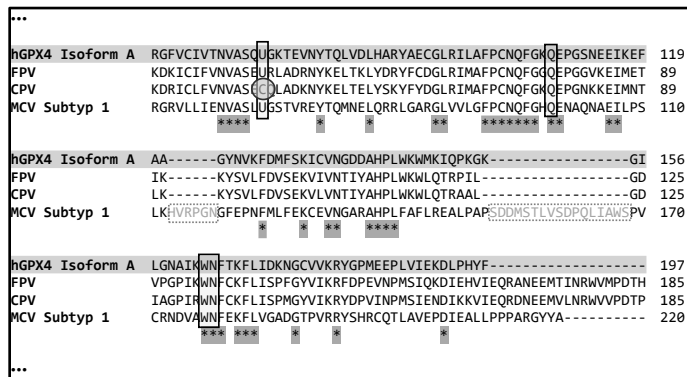 ...
hGPX4 Isoform A RGFVCIVTNVASQUGKTEVNYTQLVDLHARYAECGLRILAFPCNQFGKQEPGSNEEIKEF 119
FPV KDKICIFVNVASEURLADRNYKELTKLYDRYFCDGLRIMAFPCNQFGGQEPGGVKEIMET 89
CPV KDRICLFVNVASECDLADKNYKELTELYSKYFYDGLRIMAFPCNQFGGQEPGNKKEIMNT 89
MCV Subtyp 1 RGRVLLIENVASLUGSTVREYTQMNELQRRLGARGLVVLGFPCNQFGHQENAQNAEILPS 110
**** * * ** ******* ** **
hGPX4 Isoform A AA------GYNVKFDMFSKICVNGDDAHPLWKWMKIQPKGK-----------------GI 156
FPV IK------KYSVLFDVSEKVIVNTIYAHPLWKWLQTRPIL------------------GD 125
CPV LK------KYSVLFDVSEKVLVNTIYAHPLWKWLQTRAAL------------------GD 125
MCV Subtyp 1 LKHVRPGNGFEPNFMLFEKCEVNGARAHPLFAFLREALPAPSDDMSTLVSDPQLIAWSPV 170
* * ** ****
hGPX4 Isoform A LGNAIKWNFTKFLIDKNGCVVKRYGPMEEPLVIEKDLPHYF------------------- 197
FPV VPGPIKWNFCKFLISPFGYVIKRFDPEVNPMSIQKDIEHVIEQRANEEMTINRWVMPDTH 185
CPV IAGPIRWNFCKFLISPMGYVIKRYDPVINPMSIENDIKKVIEQRDNEEMVLNRWVVPDTP 185
MCV Subtyp 1 CRNDVAWNFEKFLVGADGTPVRRYSHRCQTLAVEPDIEALLPPPARGYYA---------- 220
*** *** * * *
...